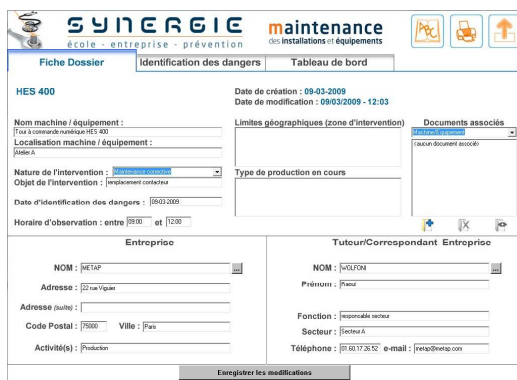 SYNERGIE
école - entreprise - prévention
maintenance
des installations et équipements
Fiche Dossier
Identification des dangers
Tableau de bord
HES 400
Date de création : 09-03-2009
Date de modification : 09/03/2009 - 12:03
Nom machine / équipement :
Tour à commande numérique HES 400
Localisation machine / équipement :
Atelier A
Nature de l'intervention : Maintenance corrective
Objet de l'intervention : remplacement contacteur
Date d'identification des dangers : 09-03-2009
Horaire d'observation : entre 09:00 et 12:00
Limites géographiques (zone d'intervention)
Type de production en cours
Documents associés
Machine/Equipement
(aucun document associé)
Entreprise
NOM : METAP
Adresse : 22 rue Viguier
Adresse (suite) :
Code Postal : 75000 Ville : Paris
Activité(s) : Production
Tuteur/Correspondant Entreprise
NOM : WOLFONI
Prénom : Raoul
Fonction : responsable secteur
Secteur : Secteur A
Téléphone : 01.60.17.26.52 e-mail : metap@metap.com
Enregistrer les modifications